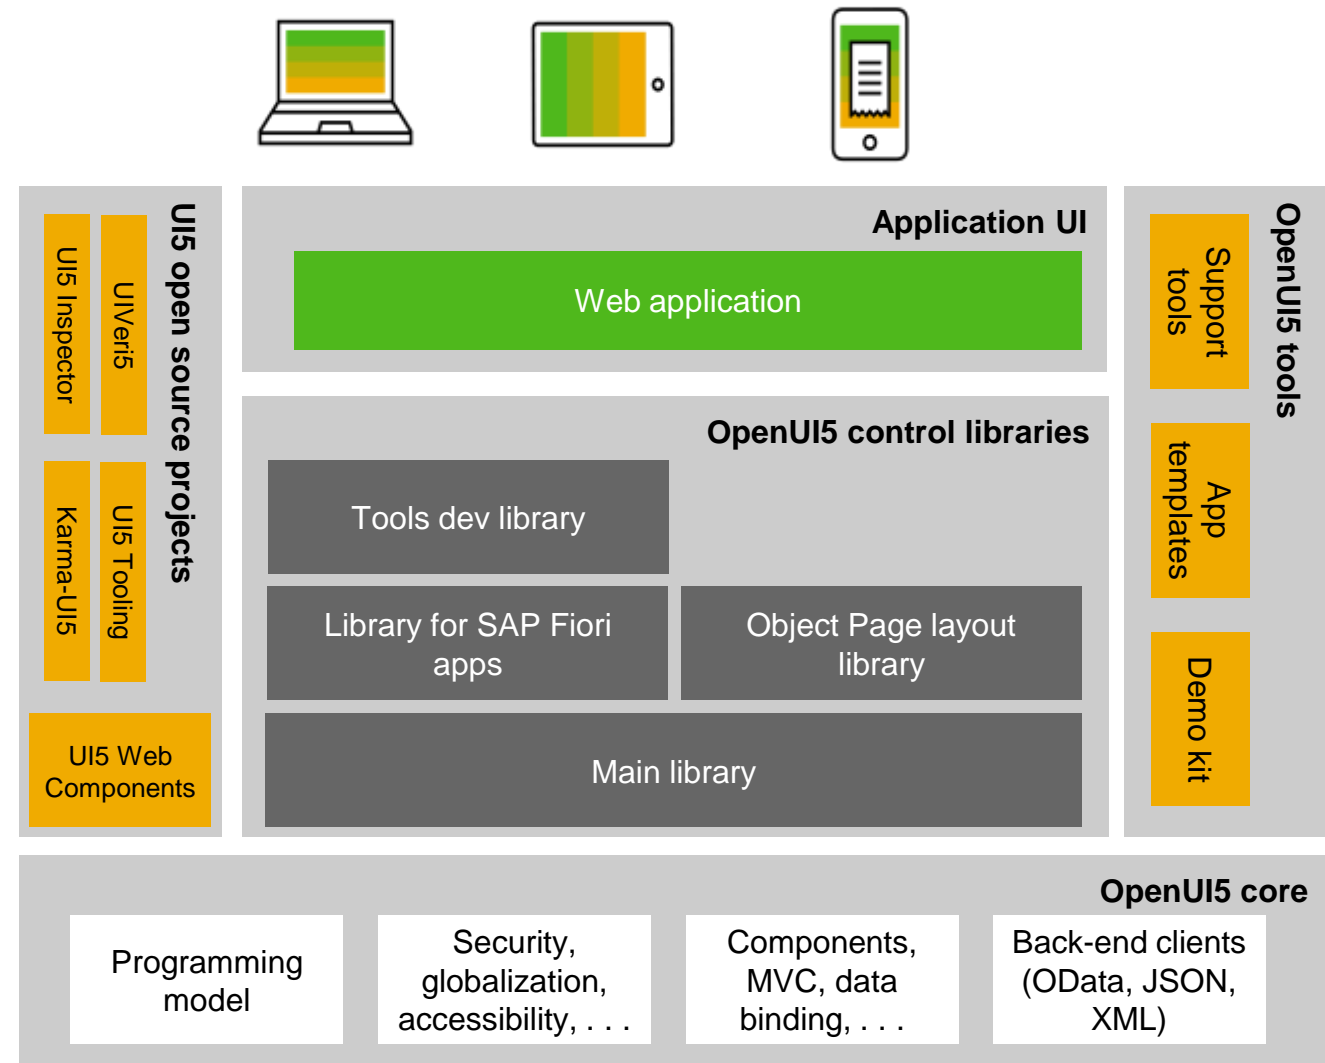 UI5 open source projects
UI5 Inspector
UIVeri5
Karma-UI5
UI5 Tooling
UI5 Web
Components
Application UI
Web application
OpenUI5 control libraries
Tools dev library
Library for SAP Fiori
apps
Object Page layout
library
Main library
OpenUI5 tools
Support
tools
App
templates
Demo kit
OpenUI5 core
Programming
model
Security,
globalization,
accessibility, . . .
Components,
MVC, data
binding, . . .
Back-end clients
(OData, JSON,
XML)